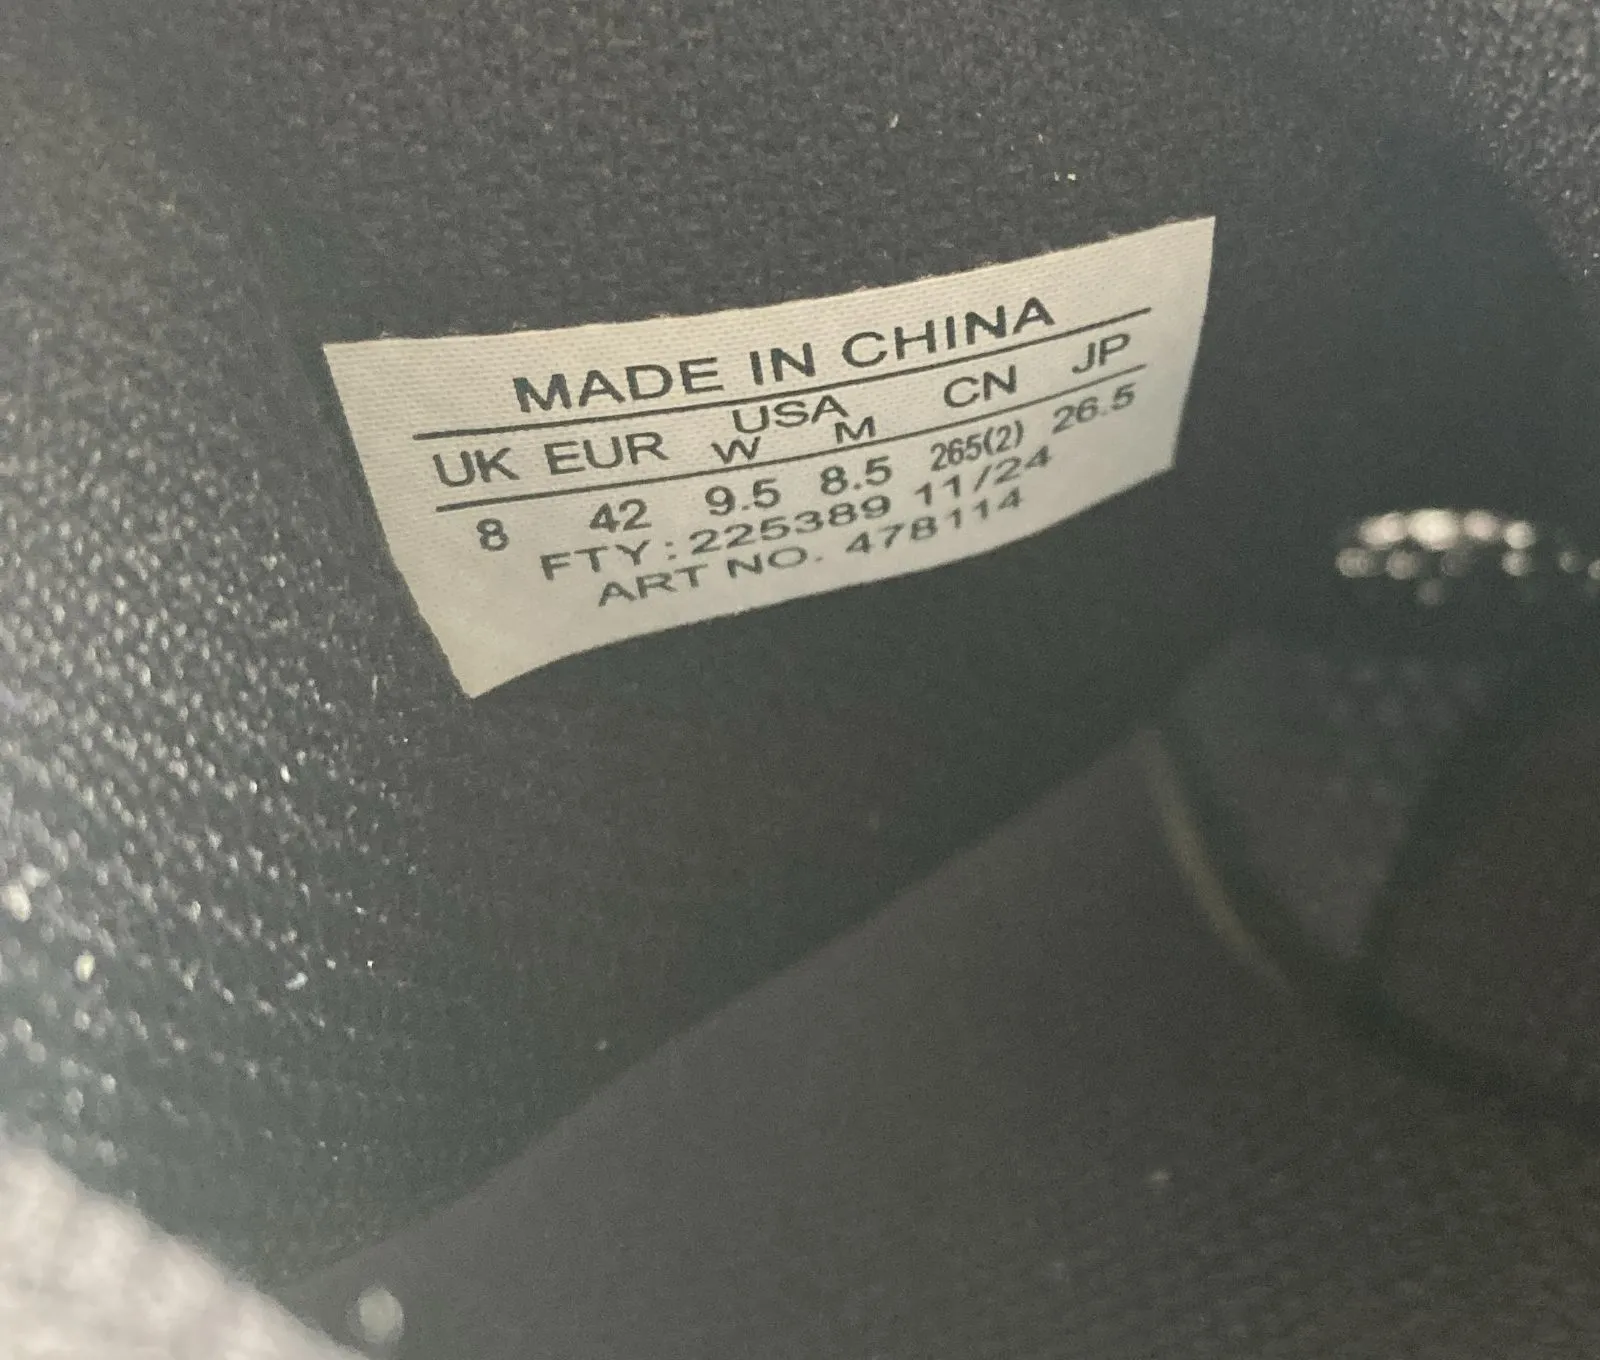 MADE IN CHINA
UK EUR USA CN JP
W M
8 42 9.5 8.5 265(2) 26.5
FTY:225389 11/24
ART NO. 478114